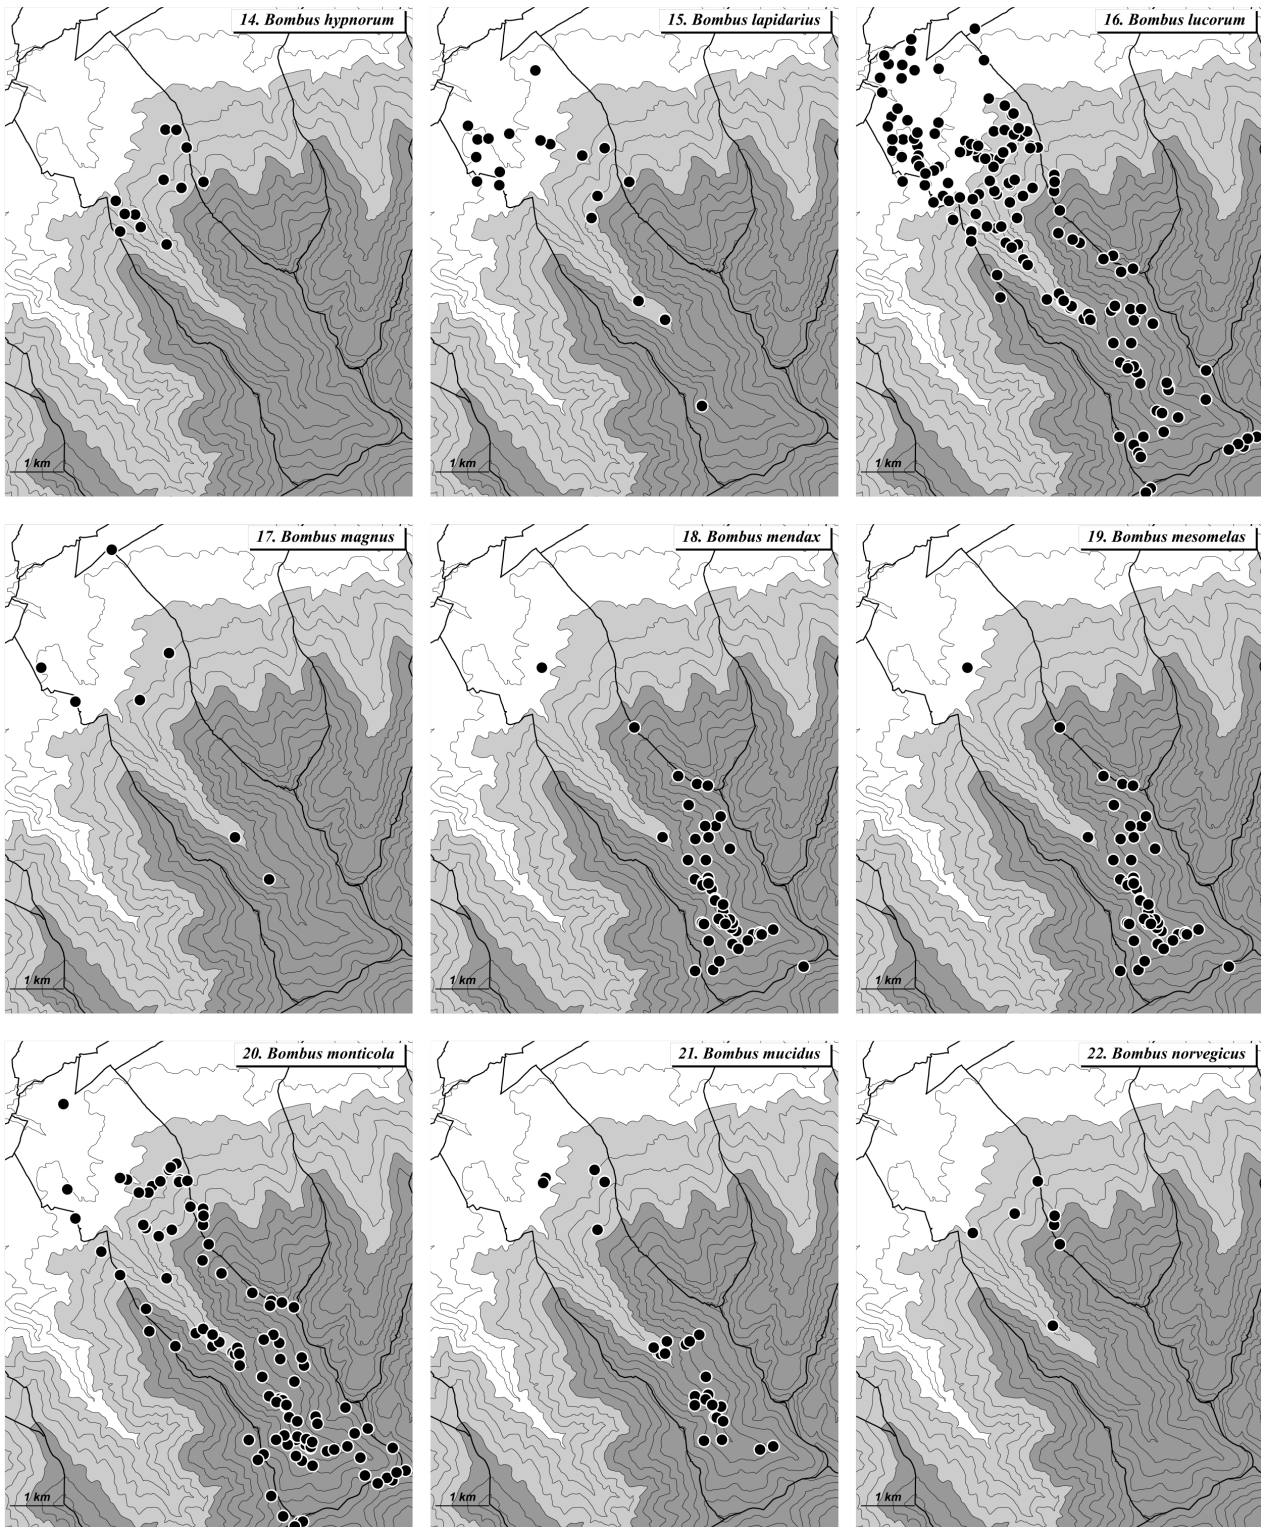 14. Bombus hypnorum
15. Bombus lapidarius
16. Bombus lucorum
1 km
1 km
1 km
17. Bombus magnus
18. Bombus mendax
19. Bombus mesomelas
1 km
1 km
1 km
20. Bombus monticola
21. Bombus mucidus
22. Bombus norvegicus
1 km
1 km
1 km